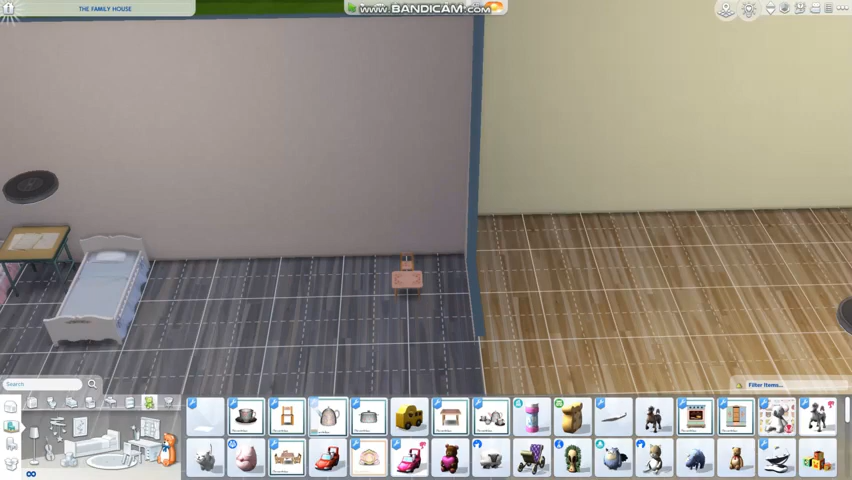 THE FAMILY HOUSE
www.BANDICAM.com
Search
Filter Items...